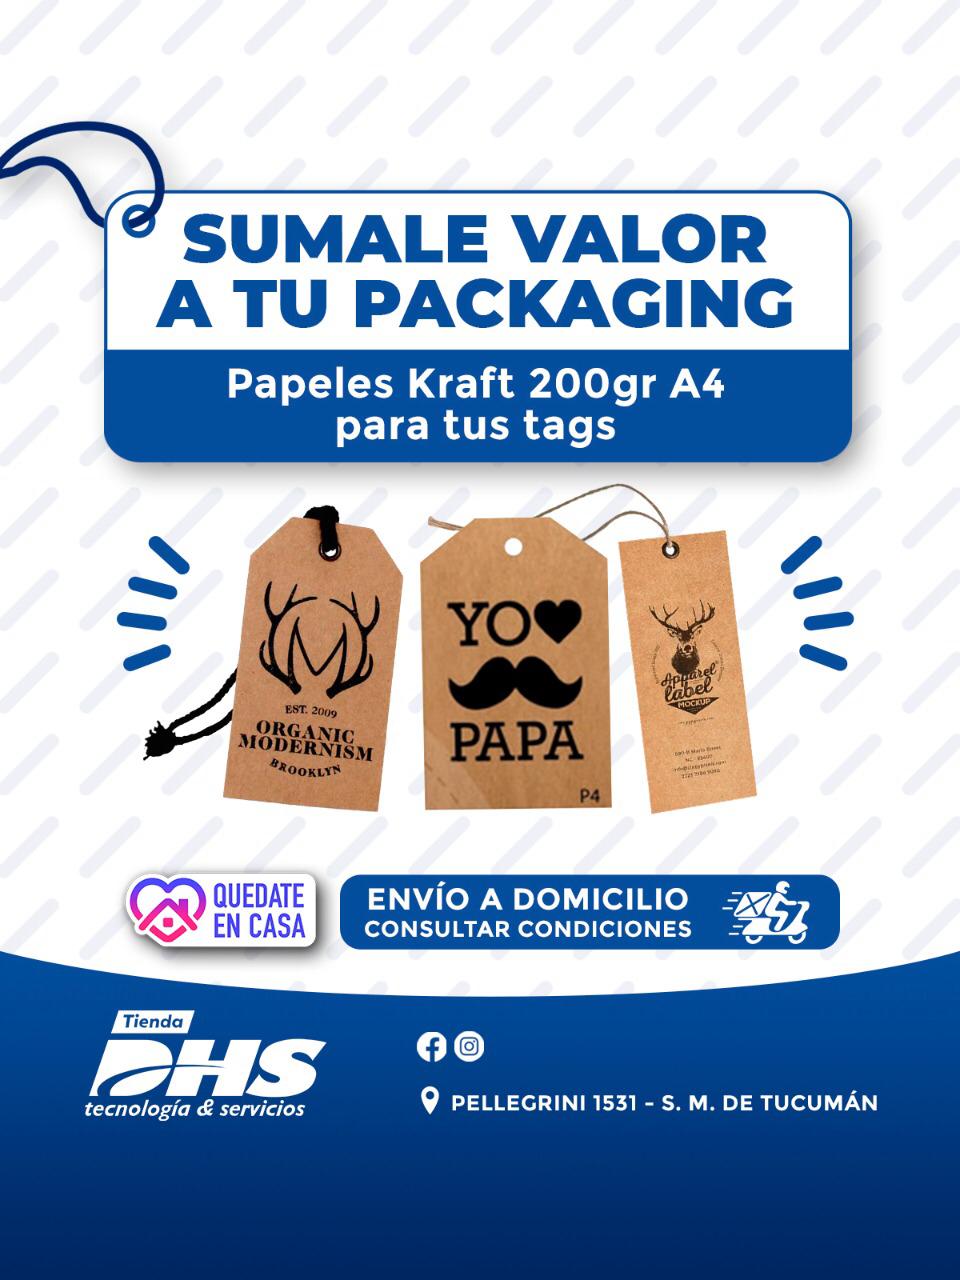 SUMALE VALOR
A TU PACKAGING
Papeles Kraft 200gr A4
para tus tags
M
EST. 2009
ORGANIC
MODERNISM
BROOKLYN
YO
PAPA
P4
Apparel
label
MOCKUP
QUEDATE
EN CASA
ENVÍO A DOMICILIO
CONSULTAR CONDICIONES
Tienda
DHS
tecnología & servicios
PELLEGRINI 1531 - S. M. DE TUCUMÁN